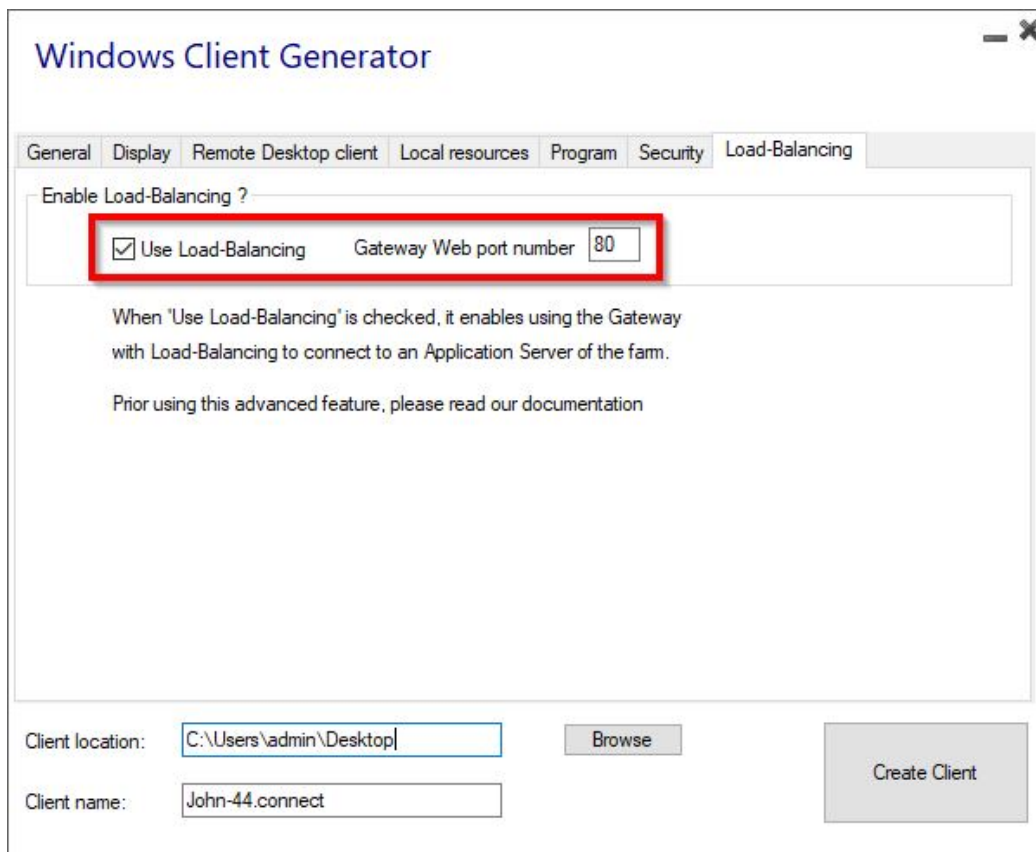 Windows Client Generator
General Display Remote Desktop client Local resources Program Security Load-Balancing
Enable Load-Balancing ?
Use Load-Balancing Gateway Web port number 80
When 'Use Load-Balancing' is checked, it enables using the Gateway
with Load-Balancing to connect to an Application Server of the farm.
Prior using this advanced feature, please read our documentation
Client location: C:\Users\admin\Desktop Browse
Create Client
Client name: John-44.connect